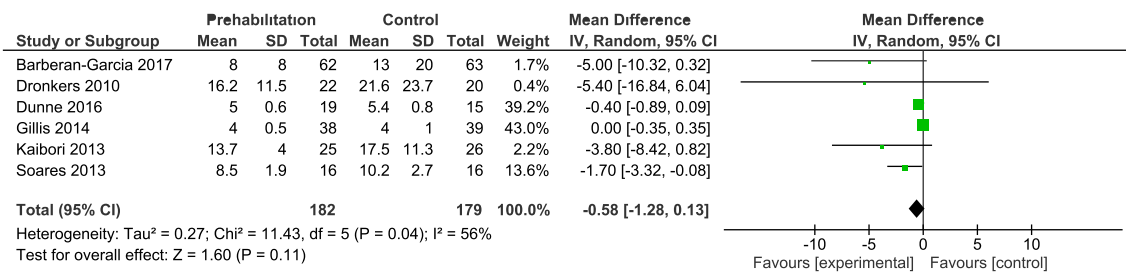 Prehabilitation Control Mean Difference Mean Difference
Study or Subgroup Mean SD Total Mean SD Total Weight IV, Random, 95% CI IV, Random, 95% CI
Barberan-Garcia 2017 8 8 62 13 20 63 1.7% -5.00 [-10.32, 0.32]
Dronkers 2010 16.2 11.5 22 21.6 23.7 20 0.4% -5.40 [-16.84, 6.04]
Dunne 2016 5 0.6 19 5.4 0.8 15 39.2% -0.40 [-0.89, 0.09]
Gillis 2014 4 0.5 38 4 1 39 43.0% 0.00 [-0.35, 0.35]
Kaibori 2013 13.7 4 25 17.5 11.3 26 2.2% -3.80 [-8.42, 0.82]
Soares 2013 8.5 1.9 16 10.2 2.7 16 13.6% -1.70 [-3.32, -0.08]
Total (95% CI) 182 179 100.0% -0.58 [-1.28, 0.13]
Heterogeneity: Tau² = 0.27; Chi² = 11.43, df = 5 (P = 0.04); I² = 56%
Test for overall effect: Z = 1.60 (P = 0.11)
-10 -5 0 5 10
Favours [experimental] Favours [control]